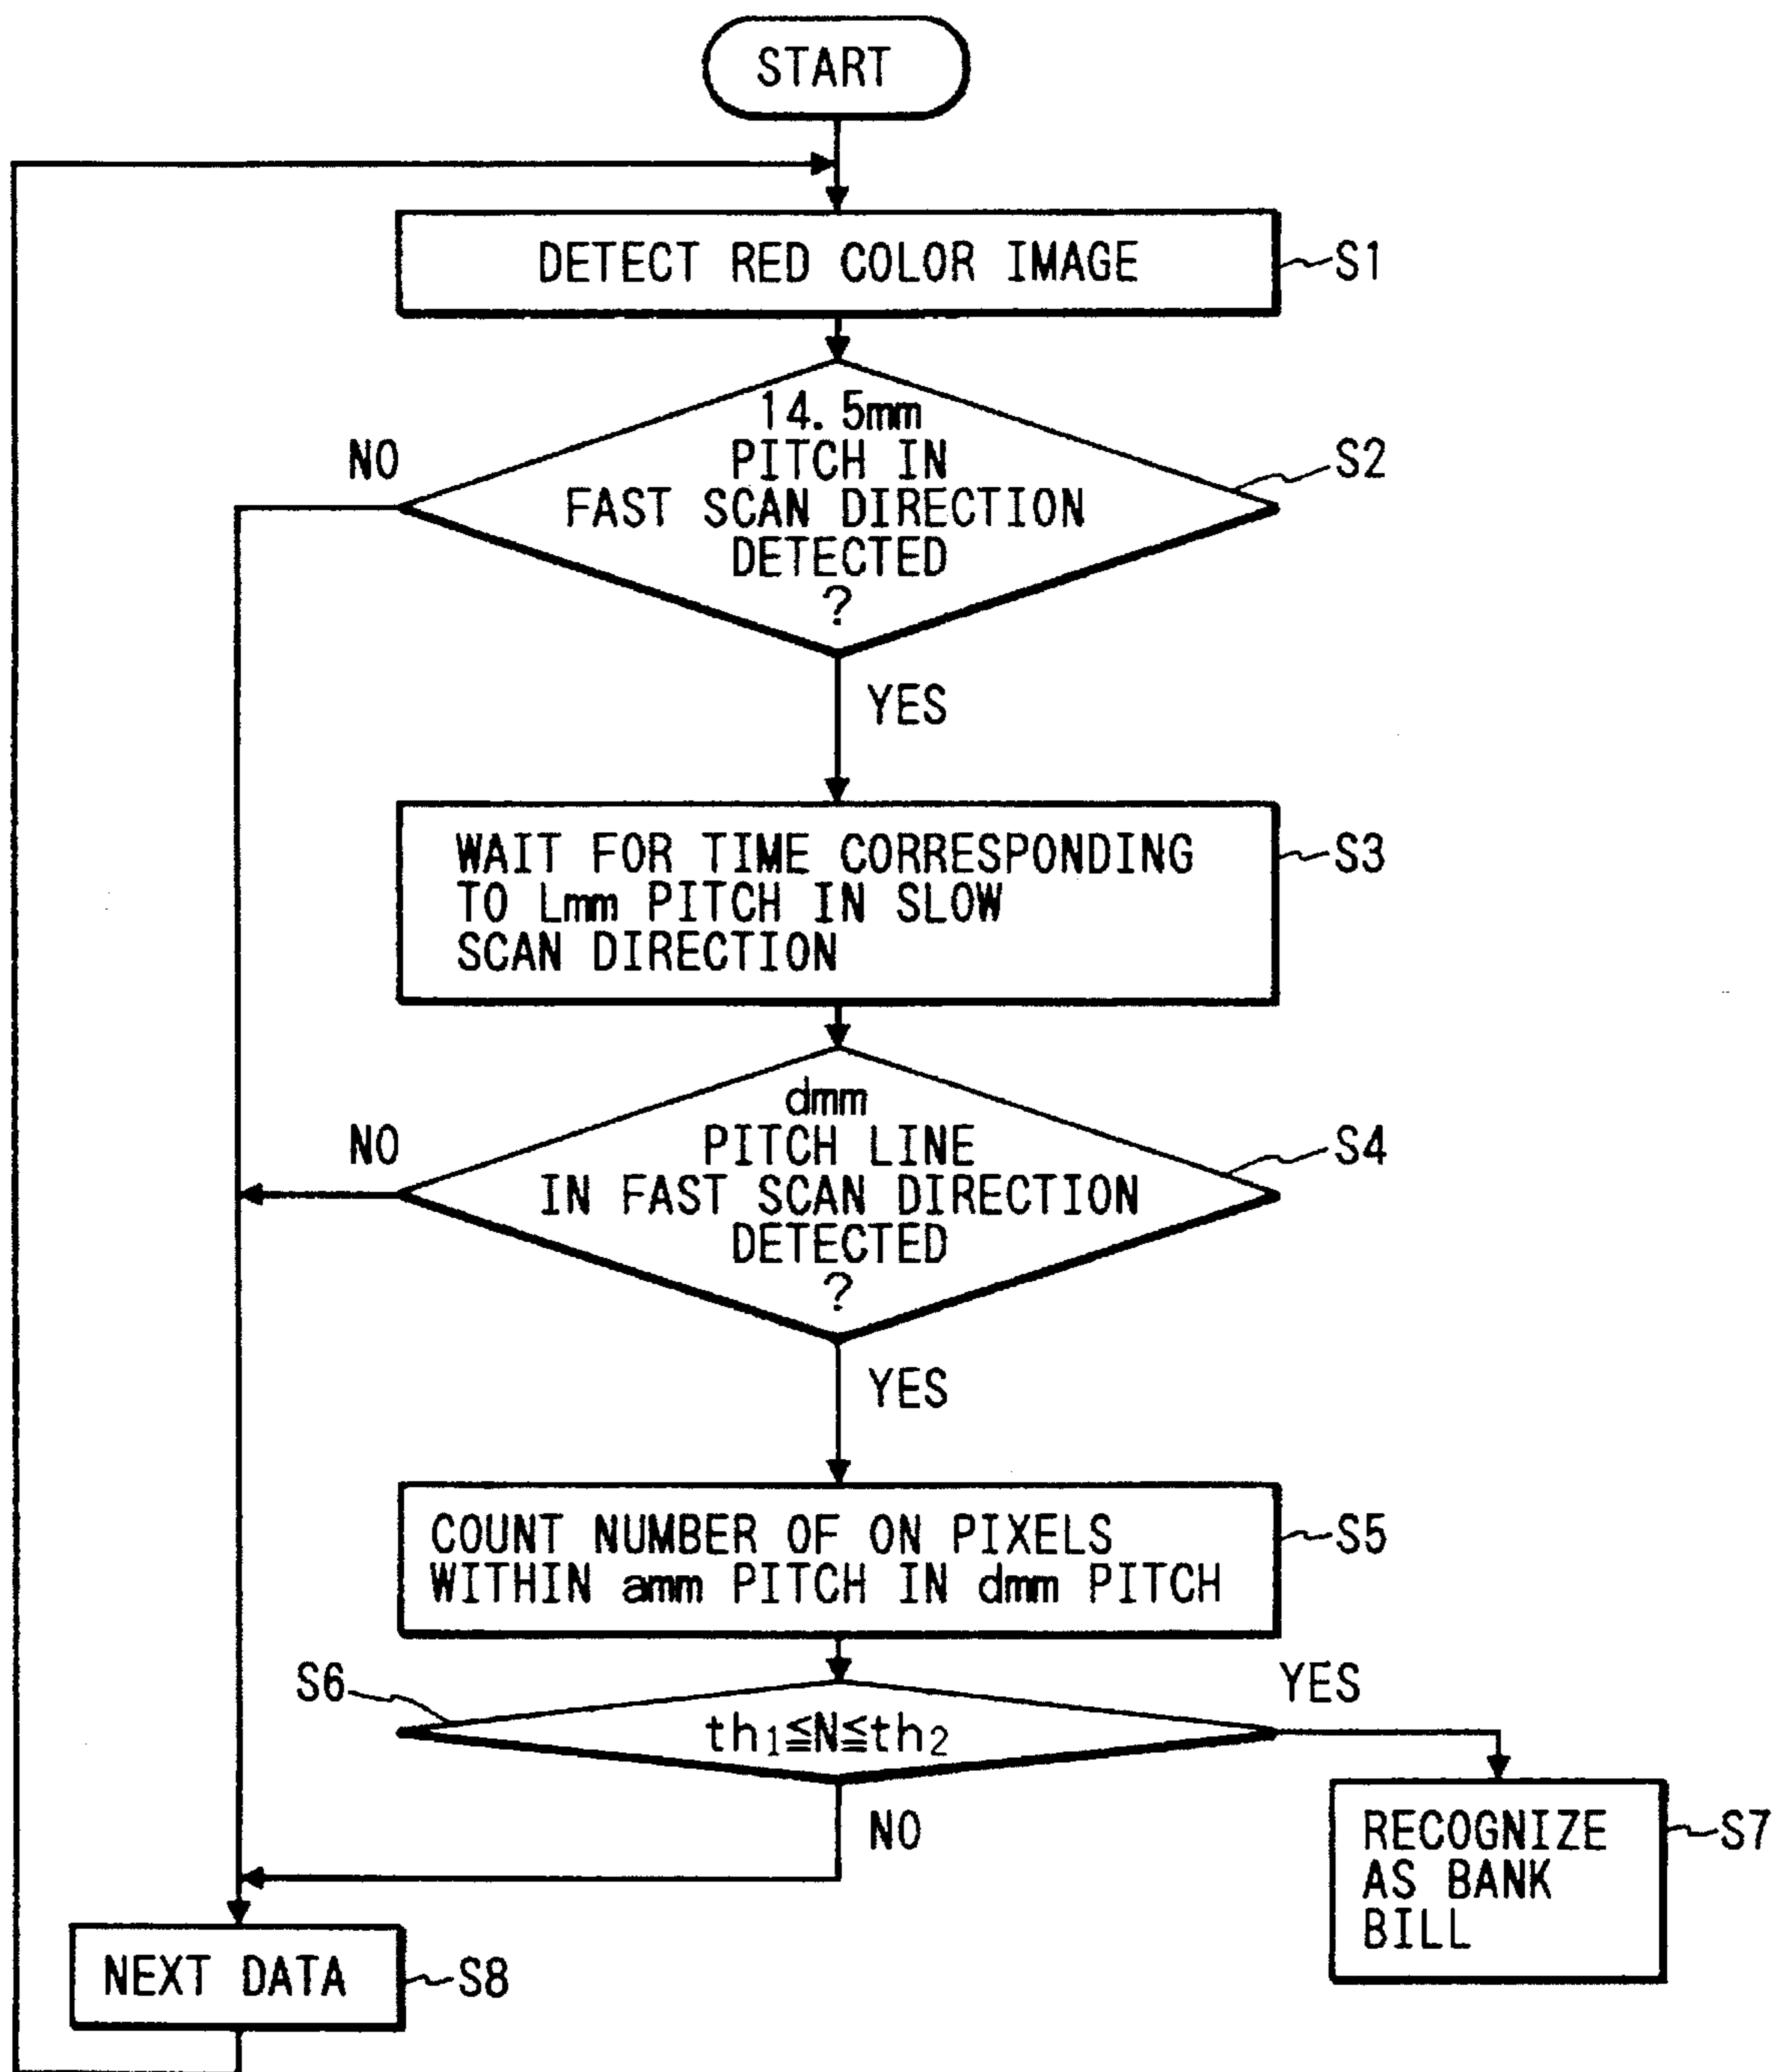 START
DETECT RED COLOR IMAGE
S1
14.5mm
PITCH IN
FAST SCAN DIRECTION
DETECTED
?
NO
S2
YES
WAIT FOR TIME CORRESPONDING
TO Lmm PITCH IN SLOW
SCAN DIRECTION
S3
dmm
PITCH LINE
IN FAST SCAN DIRECTION
DETECTED
?
NO
S4
YES
COUNT NUMBER OF ON PIXELS
WITHIN amm PITCH IN dmm PITCH
S5
S6
th₁≦N≦th₂
YES
NO
RECOGNIZE
AS BANK
BILL
S7
NEXT DATA
S8